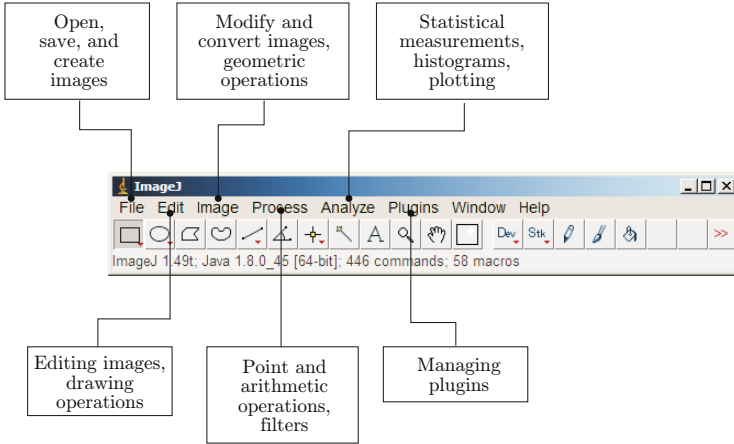 Open,
save, and
create
images
Modify and
convert images,
geometric
operations
Statistical
measurements,
histograms,
plotting
ImageJ
File Edit Image Process Analyze Plugins Window Help
A Dev Stk >>
ImageJ 1.49t; Java 1.8.0_45 [64-bit]; 446 commands; 58 macros
Editing images,
drawing
operations
Point and
arithmetic
operations,
filters
Managing
plugins